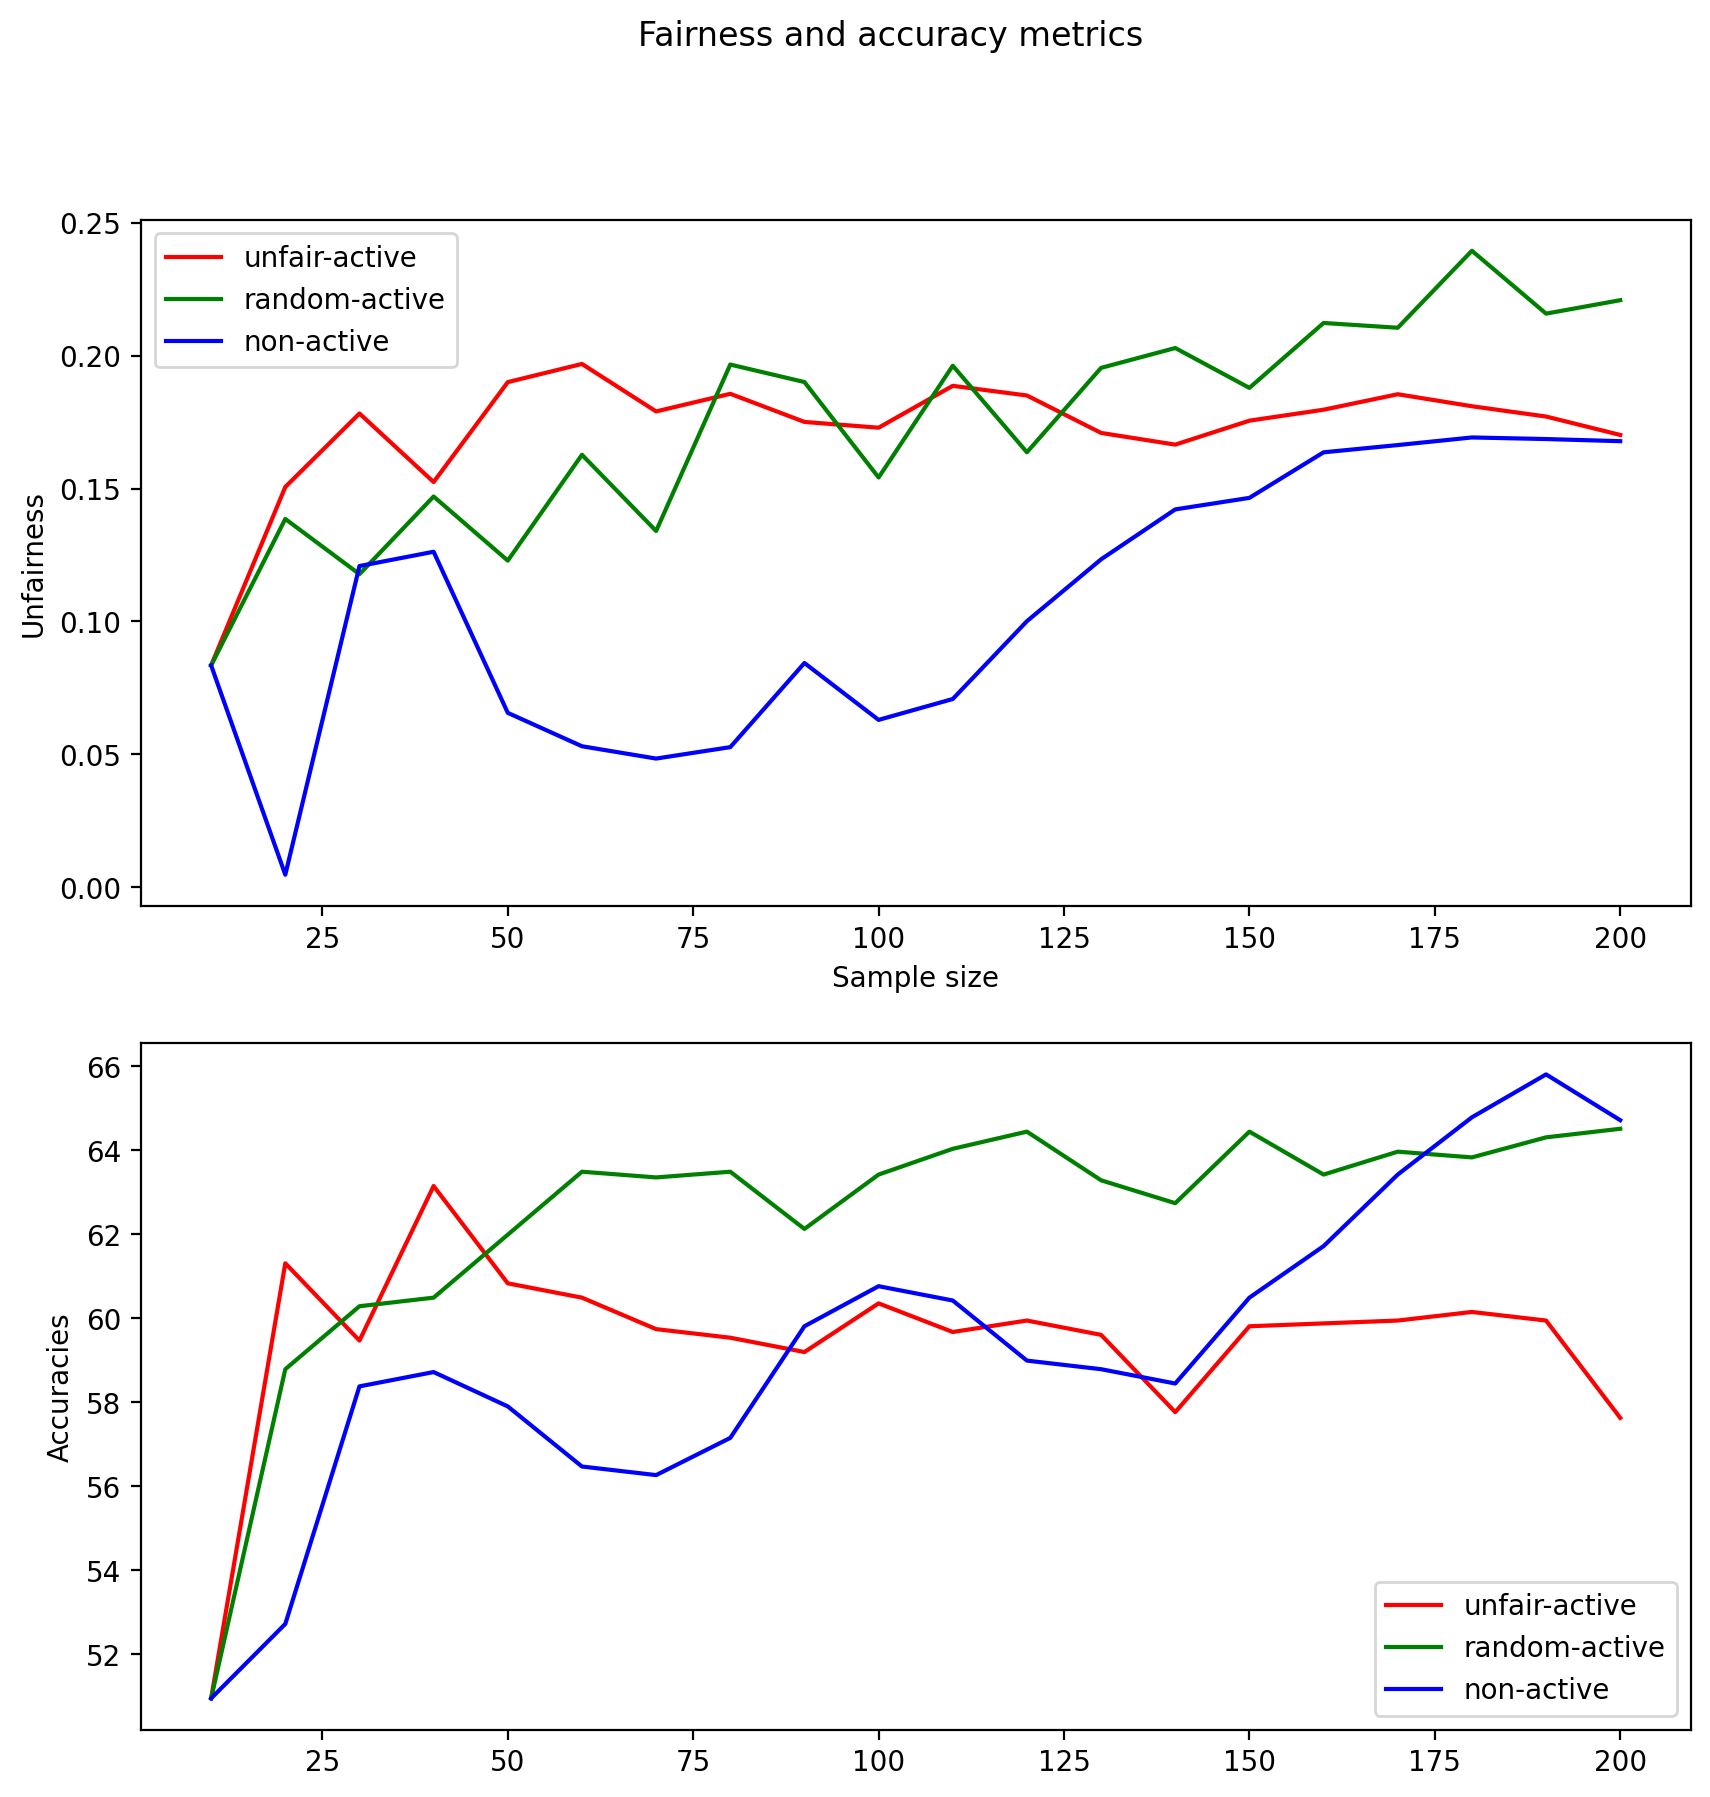 Fairness and accuracy metrics
0.25
0.20
0.15
0.10
0.05
0.00
Unfairness
unfair-active
random-active
non-active
25 50 75 100 125 150 175 200
Sample size
66
64
62
60
58
56
54
52
Accuracies
unfair-active
random-active
non-active
25 50 75 100 125 150 175 200